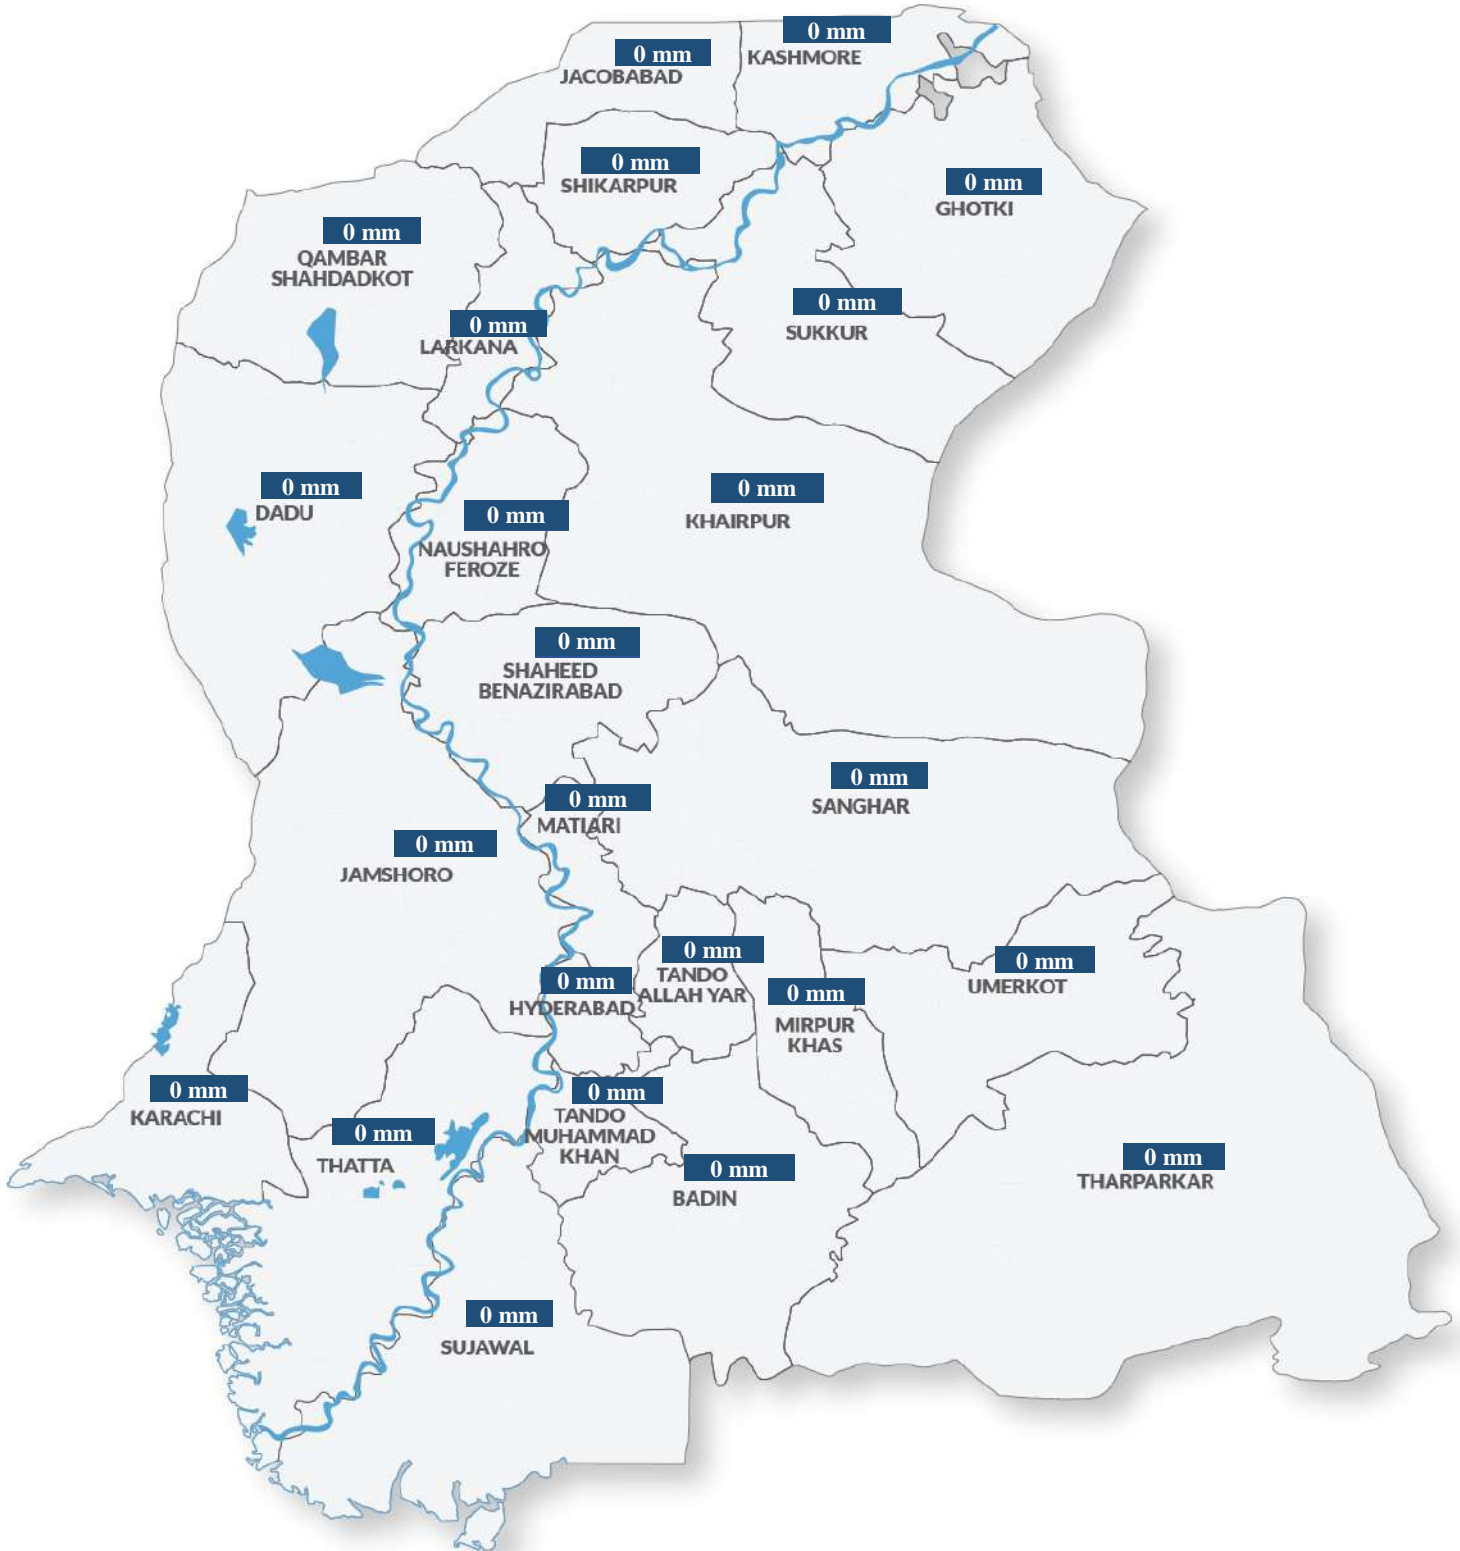 0 mm
KASHMORE
0 mm
JACOBABAD
0 mm
SHIKARPUR
0 mm
GHOTKI
0 mm
QAMBAR
SHAHDADKOT
0 mm
SUKKUR
0 mm
LARKANA
0 mm
DADU
0 mm
KHAIRPUR
0 mm
NAUSHAHRO
FEROZE
0 mm
SHAHEED
BENAZIRABAD
0 mm
SANGHAR
0 mm
MATIARI
0 mm
JAMSHORO
0 mm
TANDO
ALLAH YAR
0 mm
UMERKOT
0 mm
HYDERABAD
0 mm
MIRPUR
KHAS
0 mm
KARACHI
0 mm
TANDO
MUHAMMAD
KHAN
0 mm
THATTA
0 mm
BADIN
0 mm
THARPARKAR
0 mm
SUJAWAL